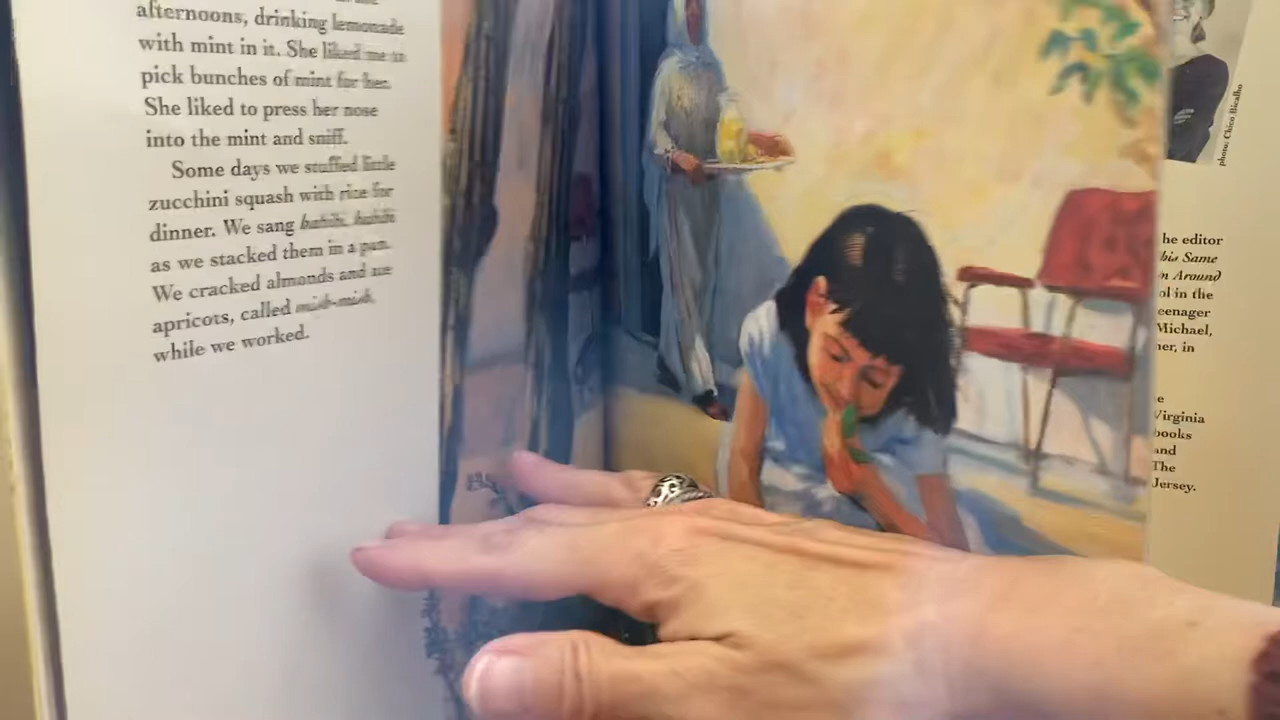 afternoons, drinking lemonade
with mint in it. She liked me to
pick bunches of mint for her.
She liked to press her nose
into the mint and sniff.
Some days we stuffed little
zucchini squash with rice for
dinner. We sang habibi, habibi
as we stacked them in a pan.
We cracked almonds and ate
apricots, called mish-mish,
while we worked.
photo: Chico Bicalho
he editor
his Same
n Around
ol in the
eenager
Michael,
ner, in
e
Virginia
books
and
The
Jersey.